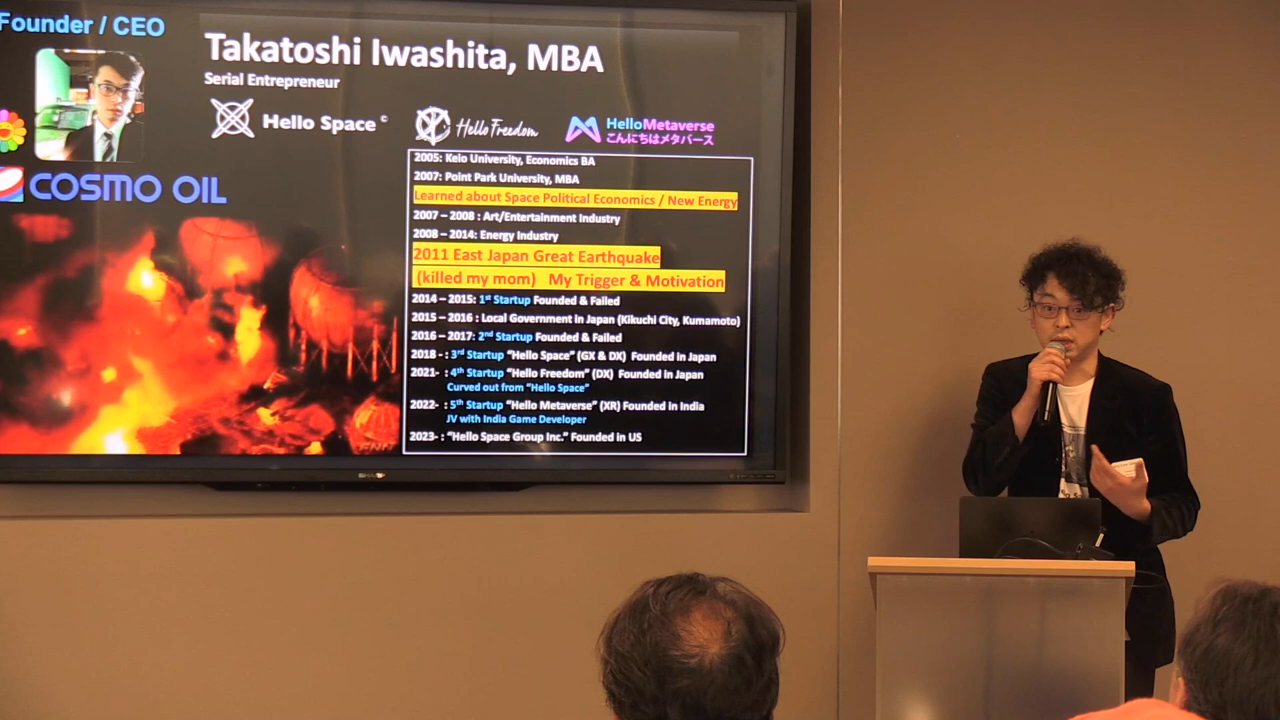 Founder / CEO
Takatoshi Iwashita, MBA
Serial Entrepreneur
Hello Space ©
Hello Freedom
HelloMetaverse
こんにちはメタバース
COSMO OIL
2005: Keio University, Economics BA
2007: Point Park University, MBA
Learned about Space Political Economics / New Energy
2007 – 2008 : Art/Entertainment Industry
2008 – 2014: Energy Industry
2011 East Japan Great Earthquake
(killed my mom) My Trigger & Motivation
2014 – 2015: 1st Startup Founded & Failed
2015 – 2016 : Local Government in Japan (Kikuchi City, Kumamoto)
2016 – 2017: 2nd Startup Founded & Failed
2018 - : 3rd Startup “Hello Space” (GX & DX) Founded in Japan
2021- : 4th Startup “Hello Freedom” (DX) Founded in Japan
Curved out from “Hello Space”
2022- : 5th Startup “Hello Metaverse” (XR) Founded in India
JV with India Game Developer
2023- : “Hello Space Group Inc.” Founded in US
SHARP